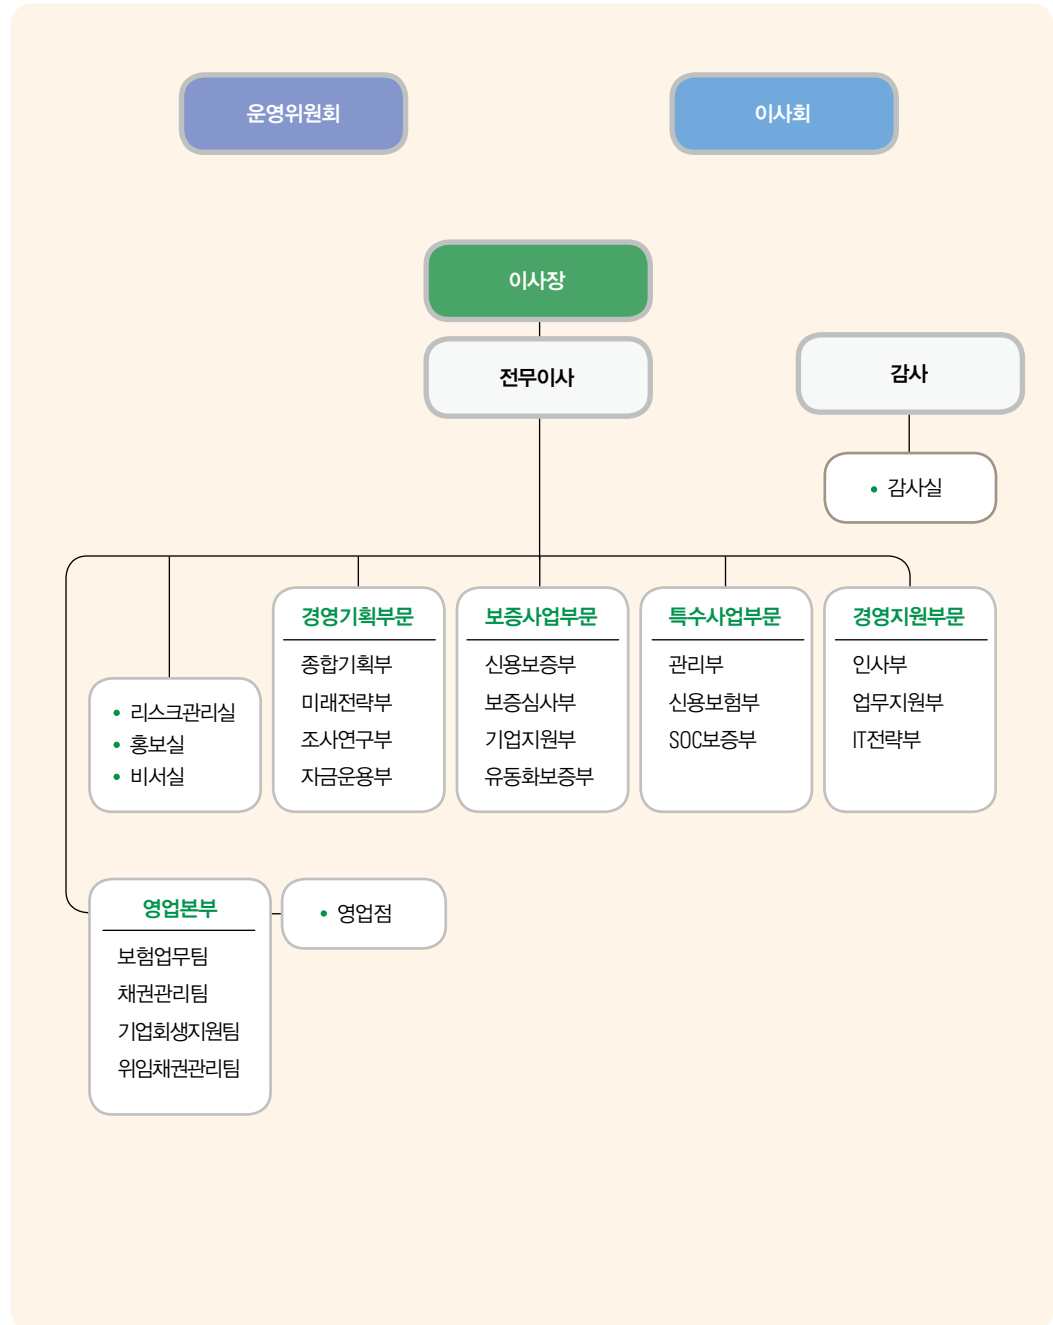 운영위원회
이사회
이사장
전무이사
감사
• 감사실
• 리스크관리실
• 홍보실
• 비서실
경영기획부문
종합기획부
미래전략부
조사연구부
자금운용부
보증사업부문
신용보증부
보증심사부
기업지원부
유동화보증부
특수사업부문
관리부
신용보험부
SOC보증부
경영지원부문
인사부
업무지원부
IT전략부
영업본부
보험업무팀
채권관리팀
기업회생지원팀
위임채권관리팀
• 영업점